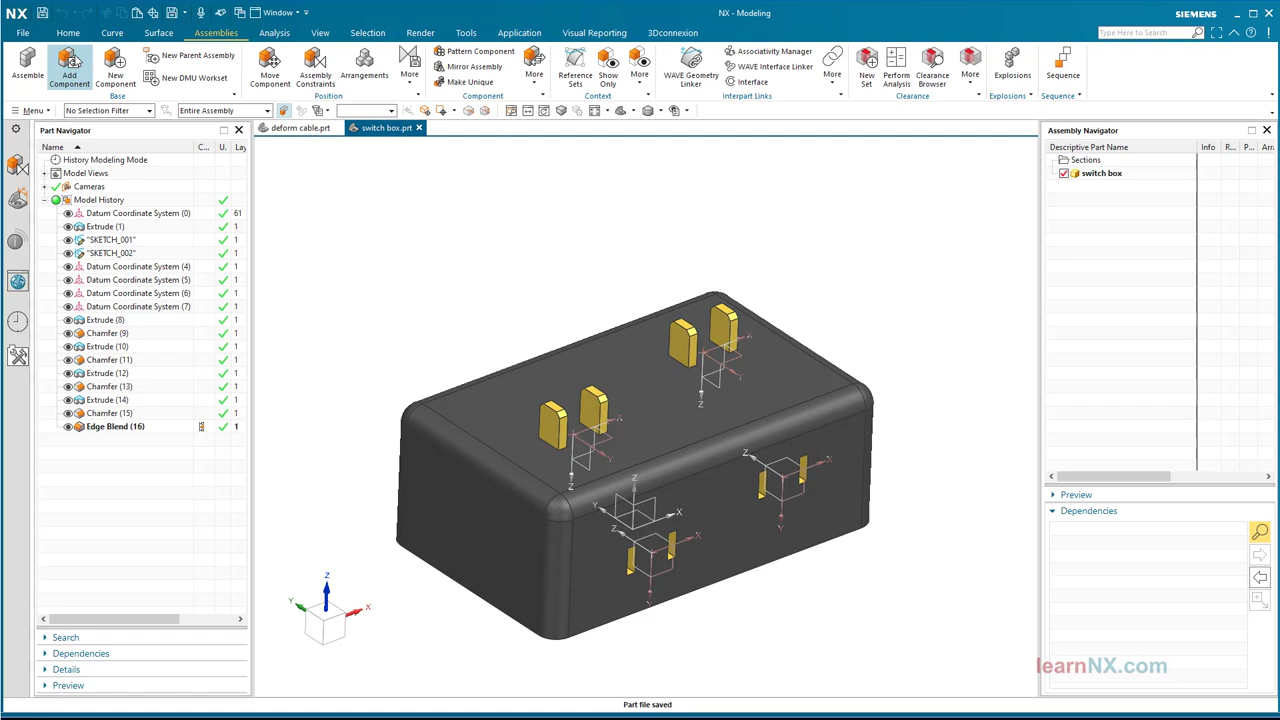 NX
Window
NX - Modeling
SIEMENS
File
Home
Curve
Surface
Assemblies
Analysis
View
Selection
Render
Tools
Application
Visual Reporting
3Dconnexion
Type Here to Search
Assemble
Add Component
New Component
New Parent Assembly
New DMU Workset
Base
Move Component
Assembly Constraints
Arrangements
More
Position
Pattern Component
Mirror Assembly
Make Unique
More
Component
Reference Sets
Show Only
More
Context
WAVE Geometry Linker
Associativity Manager
WAVE Interface Linker
Interface
More
Interpart Links
New Set
Perform Analysis
Clearance Browser
More
Clearance
Explosions
Explosions
Sequence
Sequence
Menu
No Selection Filter
Entire Assembly
Part Navigator
deform cable.prt
switch box.prt
Assembly Navigator
Name
C...
U.
Lay
History Modeling Mode
Model Views
Cameras
Model History
Datum Coordinate System (0) 61
Extrude (1) 1
"SKETCH_001" 1
"SKETCH_002" 1
Datum Coordinate System (4) 1
Datum Coordinate System (5) 1
Datum Coordinate System (6) 1
Datum Coordinate System (7) 1
Extrude (8) 1
Chamfer (9) 1
Extrude (10) 1
Chamfer (11) 1
Extrude (12) 1
Chamfer (13) 1
Extrude (14) 1
Chamfer (15) 1
Edge Blend (16) 1
Search
Dependencies
Details
Preview
X
Y
Z
X
Y
Z
Z
Y
X
Z
X
Y
Z
X
Y
Z
Y
X
Descriptive Part Name
Info
R...
P...
Arra
Sections
switch box
Preview
Dependencies
learnNX.com
Part file saved